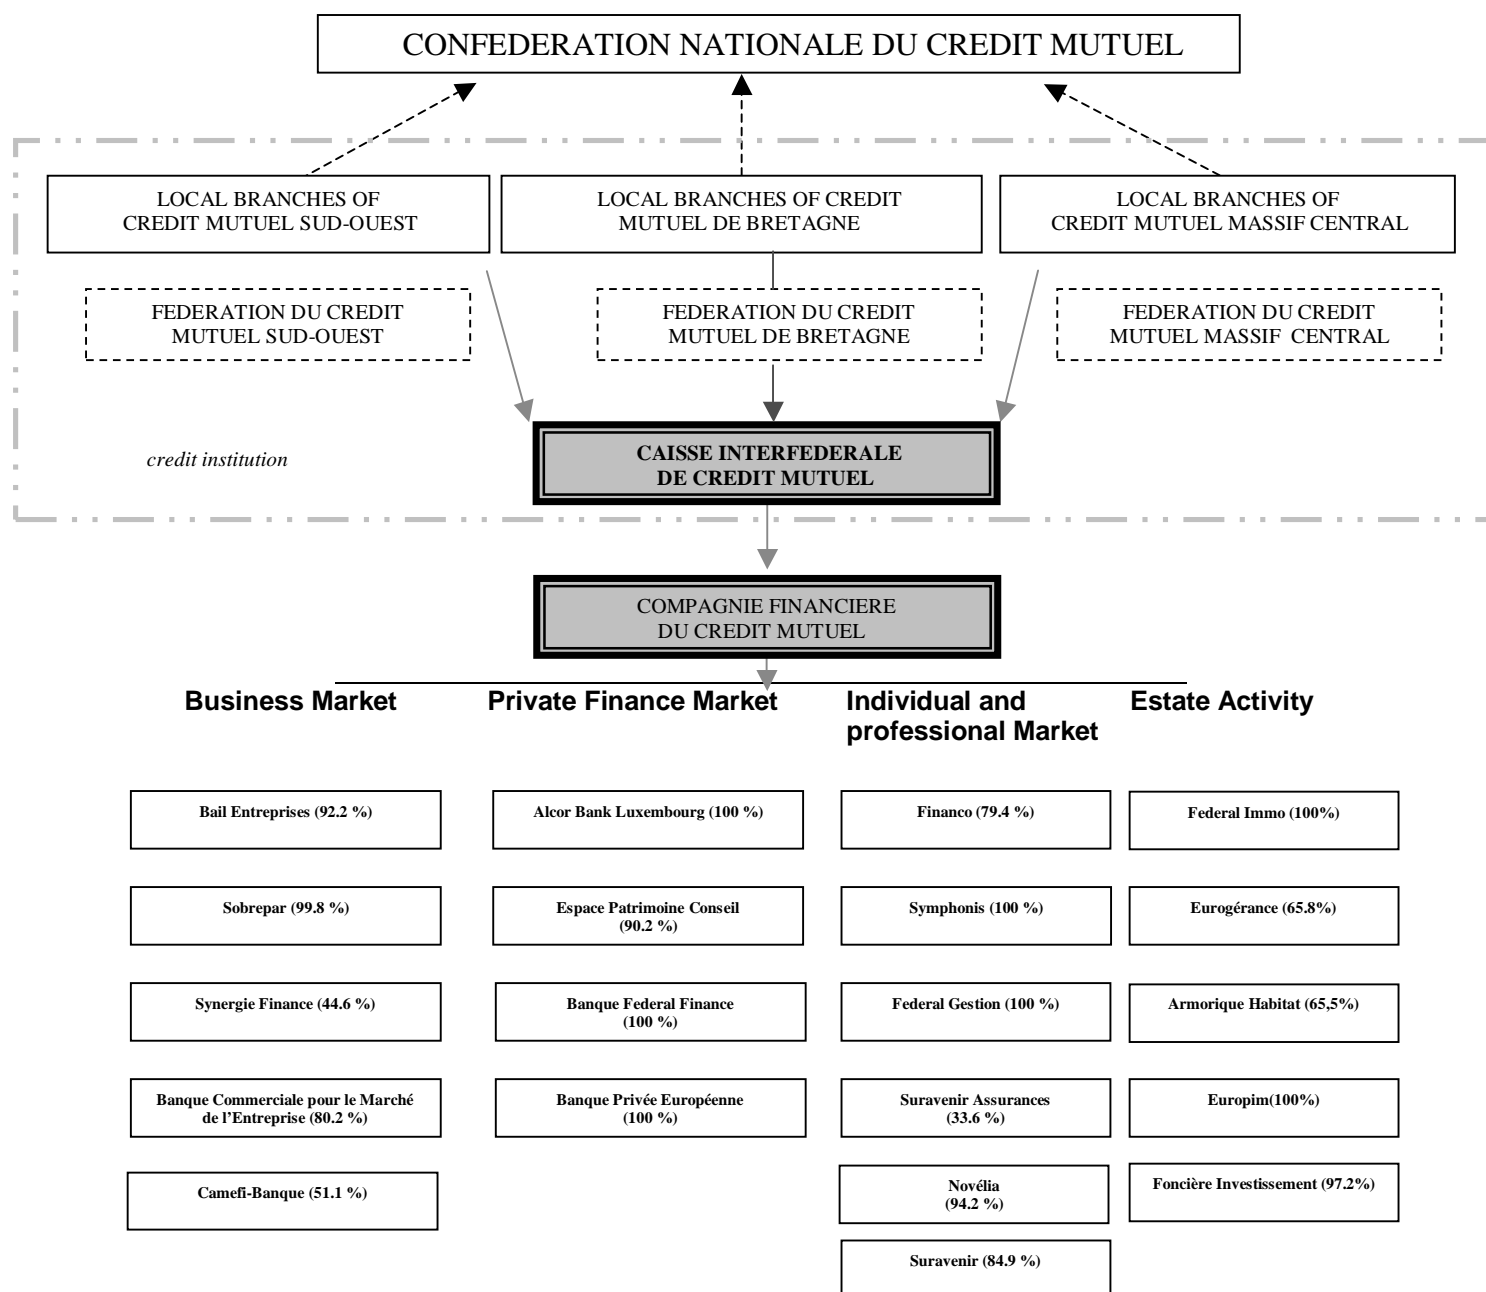 CONFEDERATION NATIONALE DU CREDIT MUTUEL
LOCAL BRANCHES OF
CREDIT MUTUEL SUD-OUEST
LOCAL BRANCHES OF CREDIT
MUTUEL DE BRETAGNE
LOCAL BRANCHES OF
CREDIT MUTUEL MASSIF CENTRAL
FEDERATION DU CREDIT
MUTUEL SUD-OUEST
FEDERATION DU CREDIT
MUTUEL DE BRETAGNE
FEDERATION DU CREDIT
MUTUEL MASSIF CENTRAL
credit institution
CAISSE INTERFEDERALE
DE CREDIT MUTUEL
COMPAGNIE FINANCIERE
DU CREDIT MUTUEL
Business Market
Private Finance Market
Individual and
professional Market
Estate Activity
Bail Entreprises (92.2 %)
Alcor Bank Luxembourg (100 %)
Financo (79.4 %)
Federal Immo (100%)
Sobrepar (99.8 %)
Espace Patrimoine Conseil
(90.2 %)
Symphonis (100 %)
Eurogérance (65.8%)
Synergie Finance (44.6 %)
Banque Federal Finance
(100 %)
Federal Gestion (100 %)
Armorique Habitat (65,5%)
Banque Commerciale pour le Marché
de l’Entreprise (80.2 %)
Banque Privée Européenne
(100 %)
Suravenir Assurances
(33.6 %)
Europim(100%)
Camefi-Banque (51.1 %)
Novélia
(94.2 %)
Foncière Investissement (97.2%)
Suravenir (84.9 %)